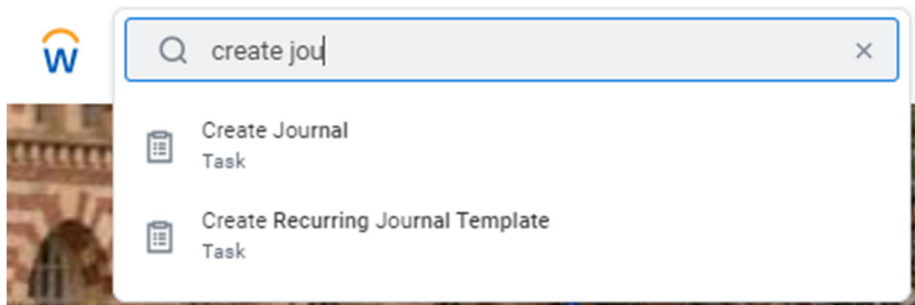 W
create jou
Create Journal
Task
Create Recurring Journal Template
Task